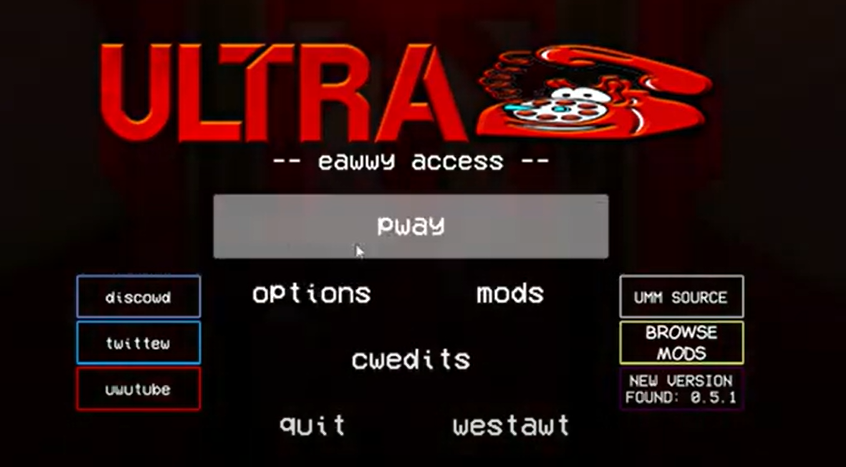 ULTRA
-- eawwy access --
pway
discowd
options
mods
UMM SOURCE
twittew
BROWSE
MODS
cwedits
uwutube
NEW VERSION
FOUND: 0.5.1
quit
westawt